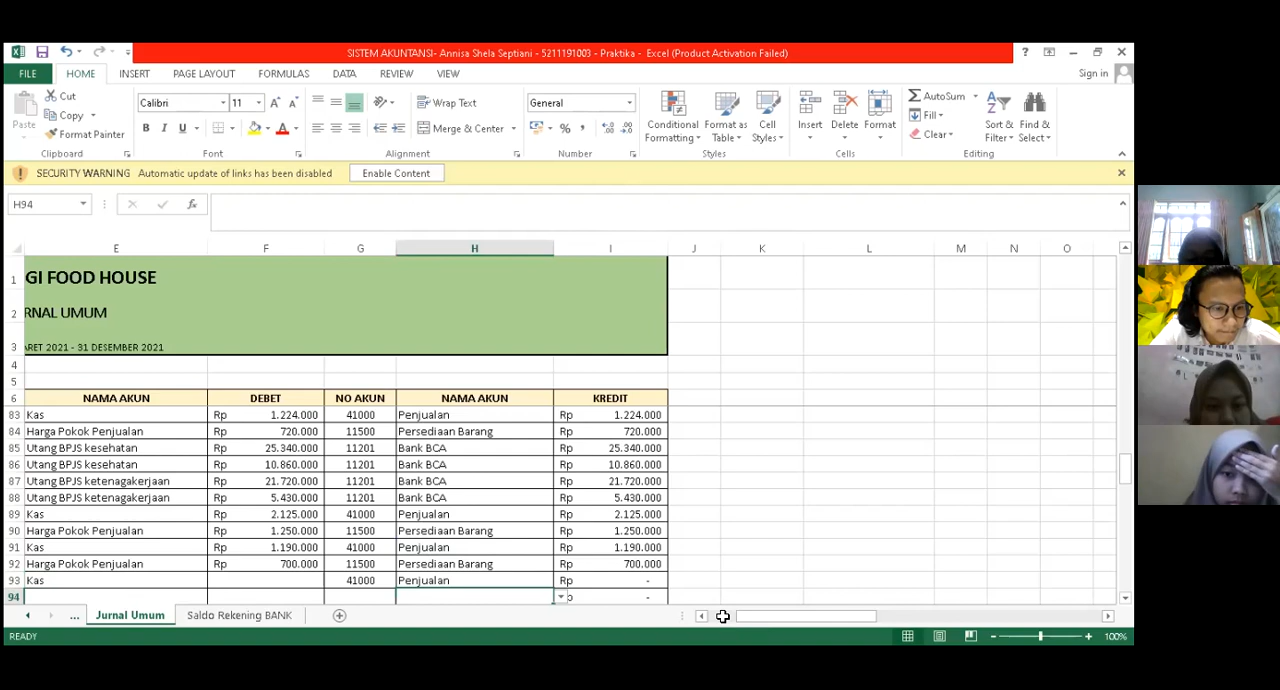 SISTEM AKUNTANSI- Annisa Shela Septiani - 5211191003 - Praktika - Excel (Product Activation Failed)
FILE HOME INSERT PAGE LAYOUT FORMULAS DATA REVIEW VIEW Sign in
Paste Cut Copy Format Painter Clipboard
Calibri 11 B I U Font
Wrap Text Merge & Center Alignment
General % , Number
Conditional Formatting Format as Table Cell Styles Styles
Insert Delete Format Cells
AutoSum Fill Clear Sort & Filter Find & Select Editing
SECURITY WARNING Automatic update of links has been disabled Enable Content
H94 fx
E F G H I J K L M N O
1 GI FOOD HOUSE
2 RNAL UMUM
3 ARET 2021 - 31 DESEMBER 2021
4
5
6 NAMA AKUN DEBET NO AKUN NAMA AKUN KREDIT
83 Kas Rp 1.224.000 41000 Penjualan Rp 1.224.000
84 Harga Pokok Penjualan Rp 720.000 11500 Persediaan Barang Rp 720.000
85 Utang BPJS kesehatan Rp 25.340.000 11201 Bank BCA Rp 25.340.000
86 Utang BPJS kesehatan Rp 10.860.000 11201 Bank BCA Rp 10.860.000
87 Utang BPJS ketenagakerjaan Rp 21.720.000 11201 Bank BCA Rp 21.720.000
88 Utang BPJS ketenagakerjaan Rp 5.430.000 11201 Bank BCA Rp 5.430.000
89 Kas Rp 2.125.000 41000 Penjualan Rp 2.125.000
90 Harga Pokok Penjualan Rp 1.250.000 11500 Persediaan Barang Rp 1.250.000
91 Kas Rp 1.190.000 41000 Penjualan Rp 1.190.000
92 Harga Pokok Penjualan Rp 700.000 11500 Persediaan Barang Rp 700.000
93 Kas 41000 Penjualan Rp -
94 -
... Jurnal Umum Saldo Rekening BANK
READY 100%